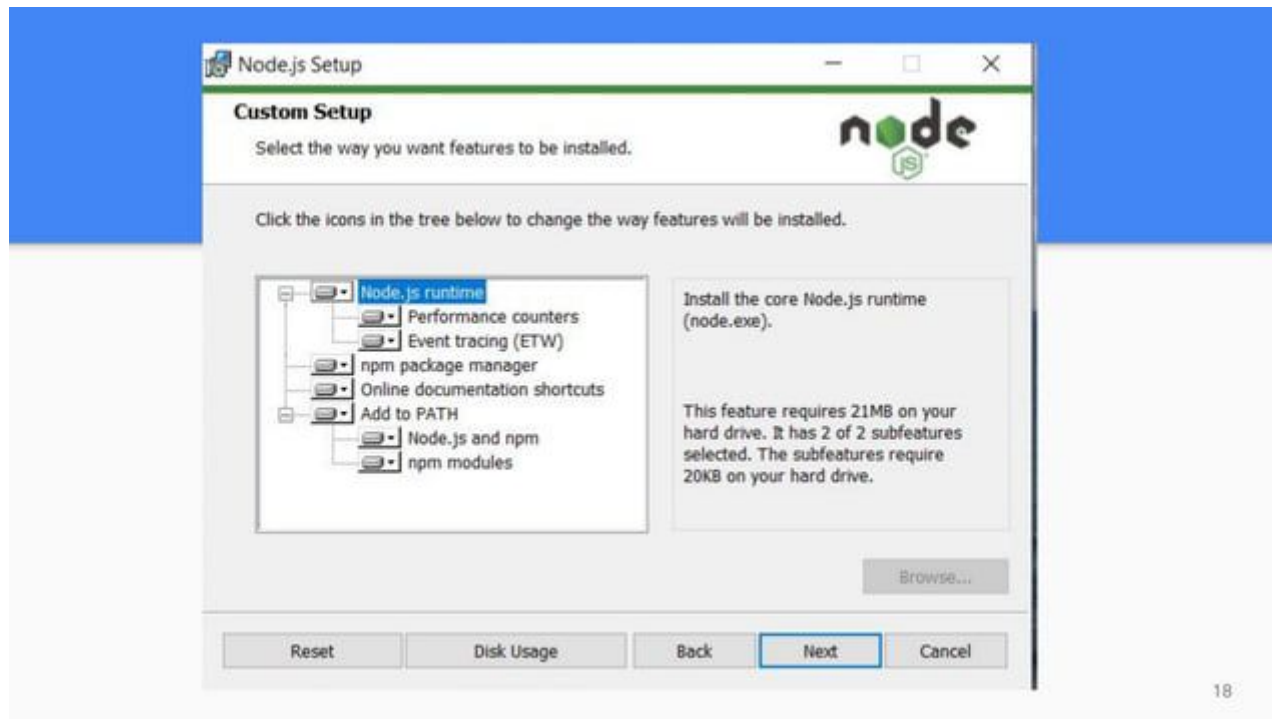 Node.js Setup
Custom Setup
Select the way you want features to be installed.
node
JS
Click the icons in the tree below to change the way features will be installed.
Node.js runtime
Performance counters
Event tracing (ETW)
npm package manager
Online documentation shortcuts
Add to PATH
Node.js and npm
npm modules
Install the core Node.js runtime
(node.exe).
This feature requires 21MB on your
hard drive. It has 2 of 2 subfeatures
selected. The subfeatures require
20KB on your hard drive.
Browse...
Reset
Disk Usage
Back
Next
Cancel
18